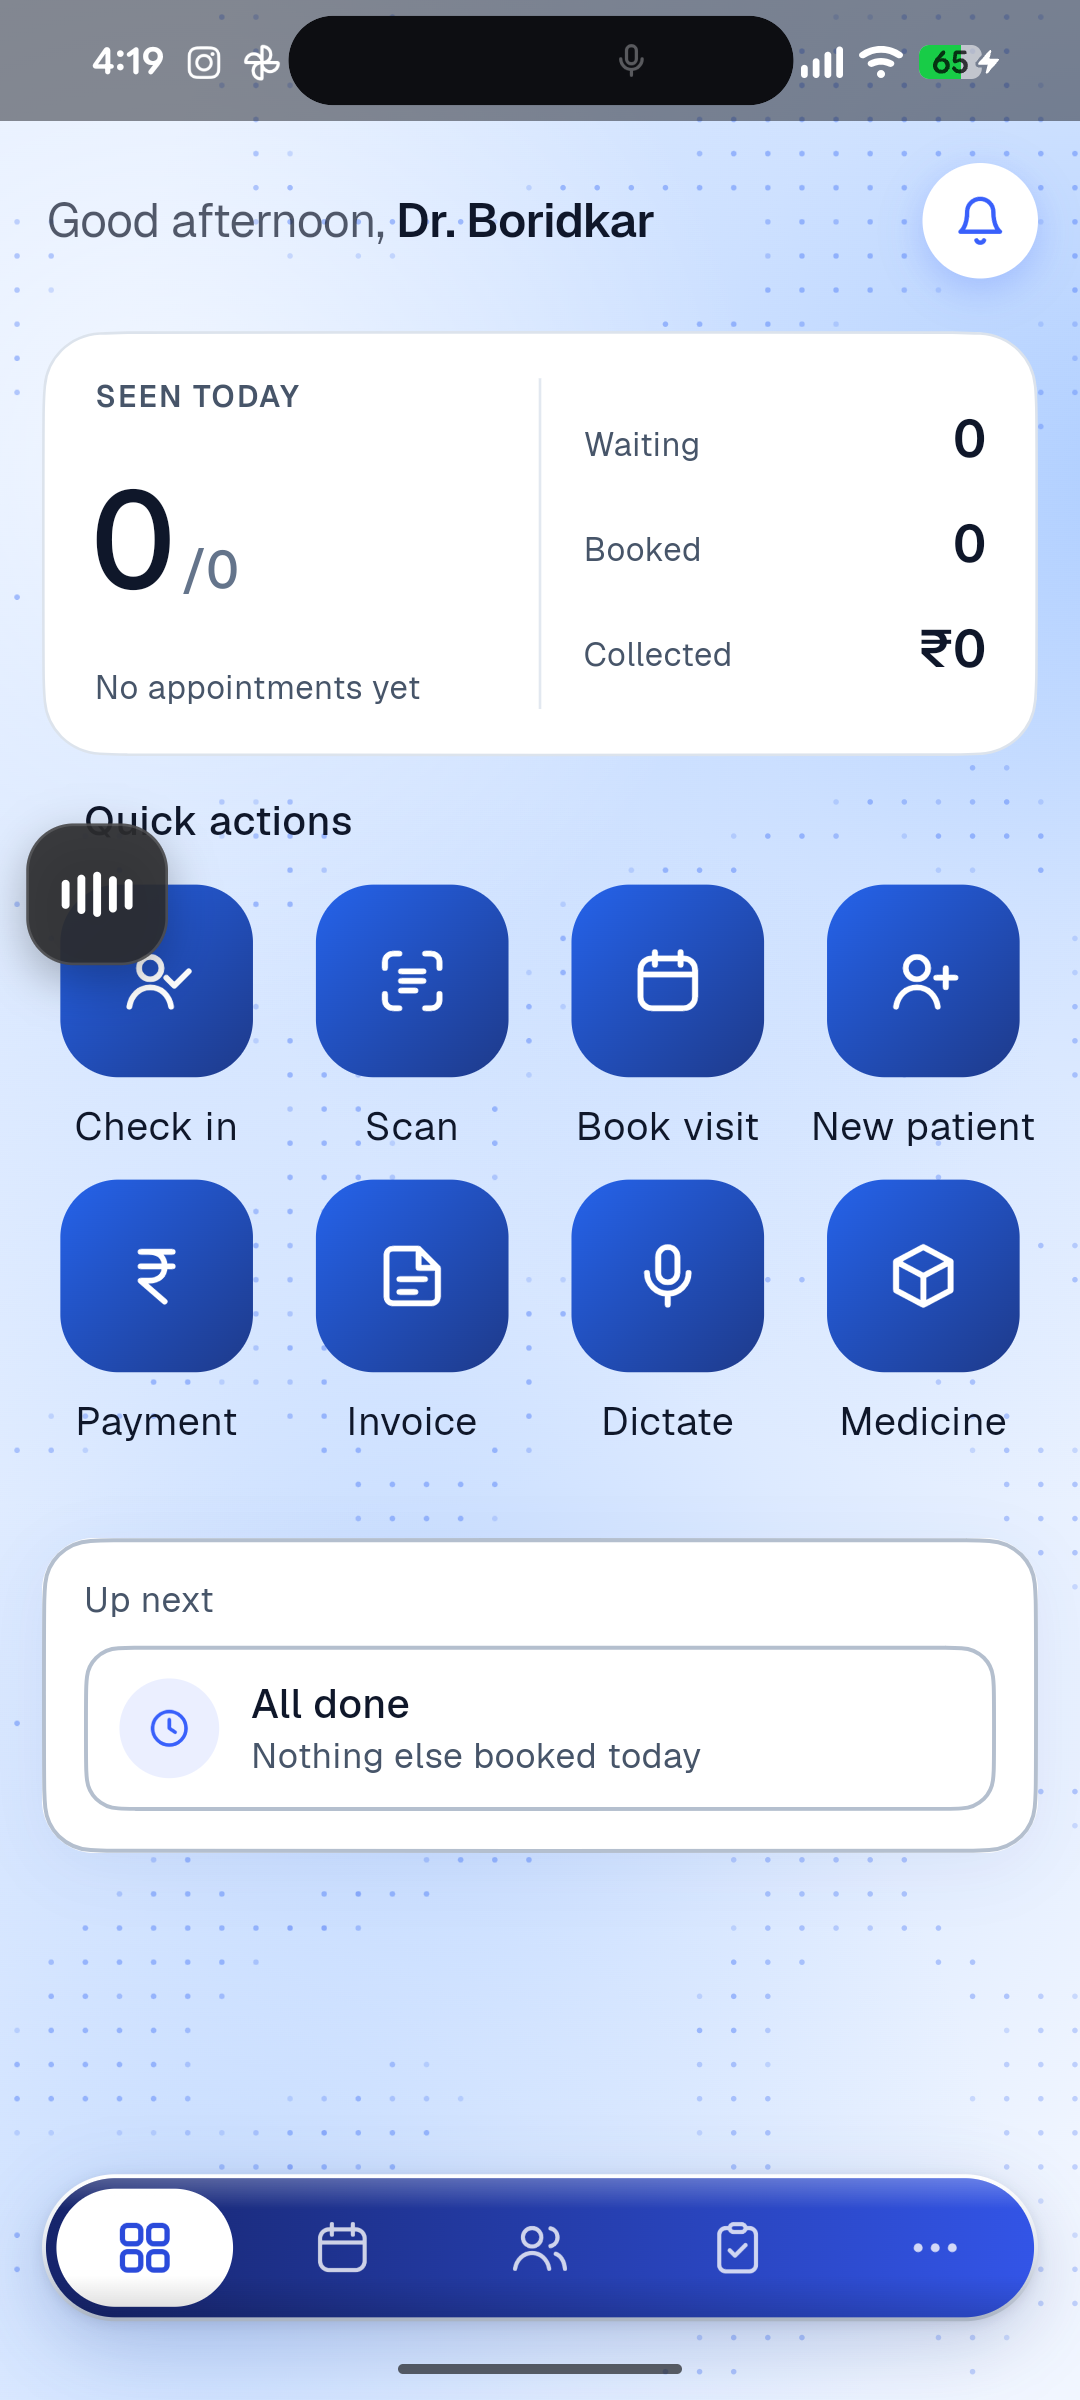 4:19
65
Good afternoon, Dr. Boridkar
SEEN TODAY
0/0
No appointments yet
Waiting 0
Booked 0
Collected ₹0
Quick actions
Check in
Scan
Book visit
New patient
Payment
Invoice
Dictate
Medicine
Up next
All done
Nothing else booked today